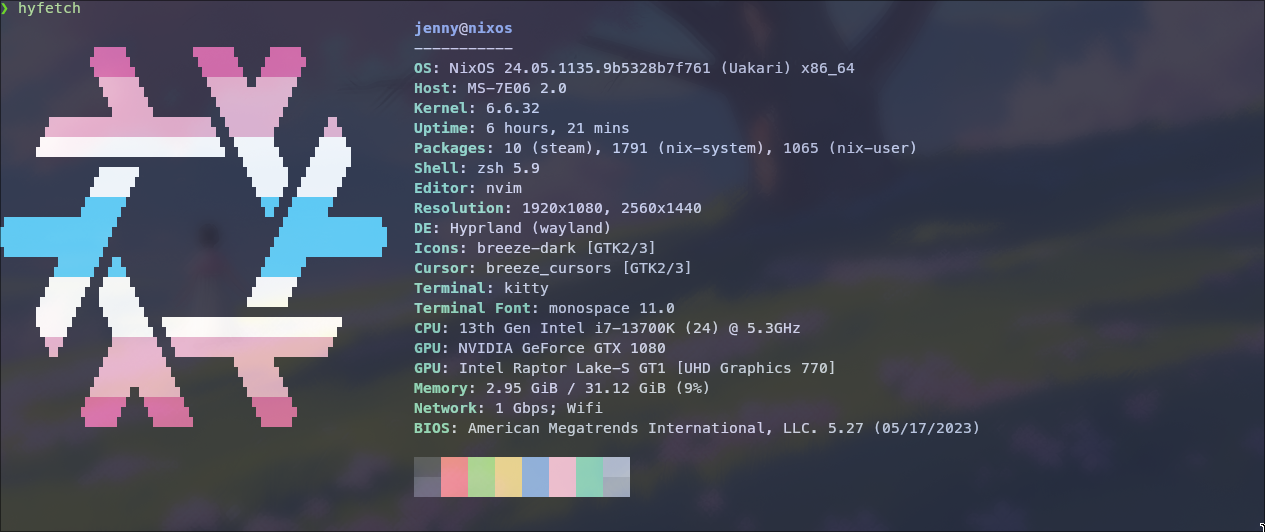 ❯ hyfetch
jenny@nixos
-----------
OS: NixOS 24.05.1135.9b5328b7f761 (Uakari) x86_64
Host: MS-7E06 2.0
Kernel: 6.6.32
Uptime: 6 hours, 21 mins
Packages: 10 (steam), 1791 (nix-system), 1065 (nix-user)
Shell: zsh 5.9
Editor: nvim
Resolution: 1920x1080, 2560x1440
DE: Hyprland (wayland)
Icons: breeze-dark [GTK2/3]
Cursor: breeze_cursors [GTK2/3]
Terminal: kitty
Terminal Font: monospace 11.0
CPU: 13th Gen Intel i7-13700K (24) @ 5.3GHz
GPU: NVIDIA GeForce GTX 1080
GPU: Intel Raptor Lake-S GT1 [UHD Graphics 770]
Memory: 2.95 GiB / 31.12 GiB (9%)
Network: 1 Gbps; Wifi
BIOS: American Megatrends International, LLC. 5.27 (05/17/2023)